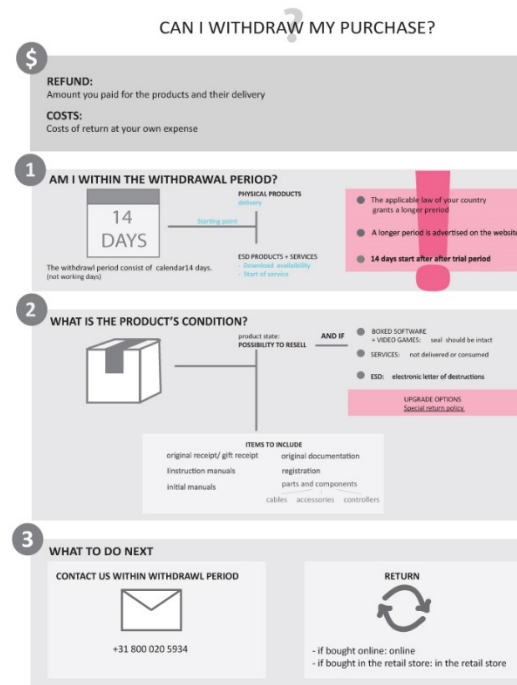 CAN I WITHDRAW MY PURCHASE?
?
$
REFUND:
Amount you paid for the products and their delivery
COSTS:
Costs of return at your own expense
1
AM I WITHIN THE WITHDRAWAL PERIOD?
14
DAYS
The withdrawl period consist of calendar14 days.
(not working days)
Starting point
PHYSICAL PRODUCTS
delivery
ESD PRODUCTS + SERVICES
- Download availability
- Start of service
The applicable law of your country
grants a longer preriod
A longer period is advertised on the website
14 days start after after trial period
2
WHAT IS THE PRODUCT'S CONDITION?
product state:
POSSIBILITY TO RESELL
AND IF
BOXED SOFTWARE
+ VIDEO GAMES: seal should be intact
SERVICES: not delivered or consumed
ESD: electronic letter of destructions
UPGRADE OPTIONS
Special return policy
ITEMS TO INCLUDE
original receipt/ gift receipt
Iinstruction manuals
initial manuals
original documentation
registration
parts and components
cables accessories controllers
3
WHAT TO DO NEXT
CONTACT US WITHIN WITHDRAWL PERIOD
+31 800 020 5934
RETURN
- if bought online: online
- if bought in the retail store: in the retail store